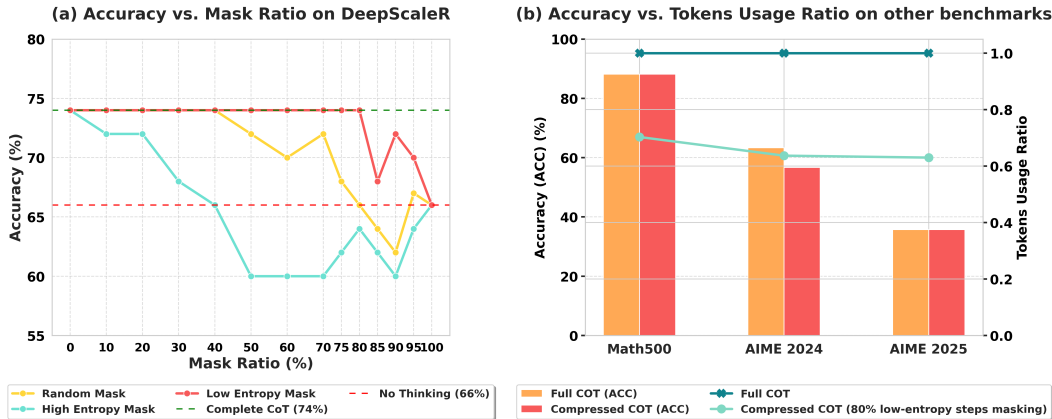 (a) Accuracy vs. Mask Ratio on DeepScaleR
80
75
70
65
60
55
Accuracy (%)
0 10 20 30 40 50 60 70 75 80 85 90 95 100
Mask Ratio (%)
Random Mask
High Entropy Mask
Low Entropy Mask
Complete CoT (74%)
No Thinking (66%)
(b) Accuracy vs. Tokens Usage Ratio on other benchmarks
100
80
60
40
20
0
Accuracy (ACC) (%)
1.0
0.8
0.6
0.4
0.2
0.0
Tokens Usage Ratio
Math500 AIME 2024 AIME 2025
Full COT (ACC)
Compressed COT (ACC)
Full COT
Compressed COT (80% low-entropy steps masking)